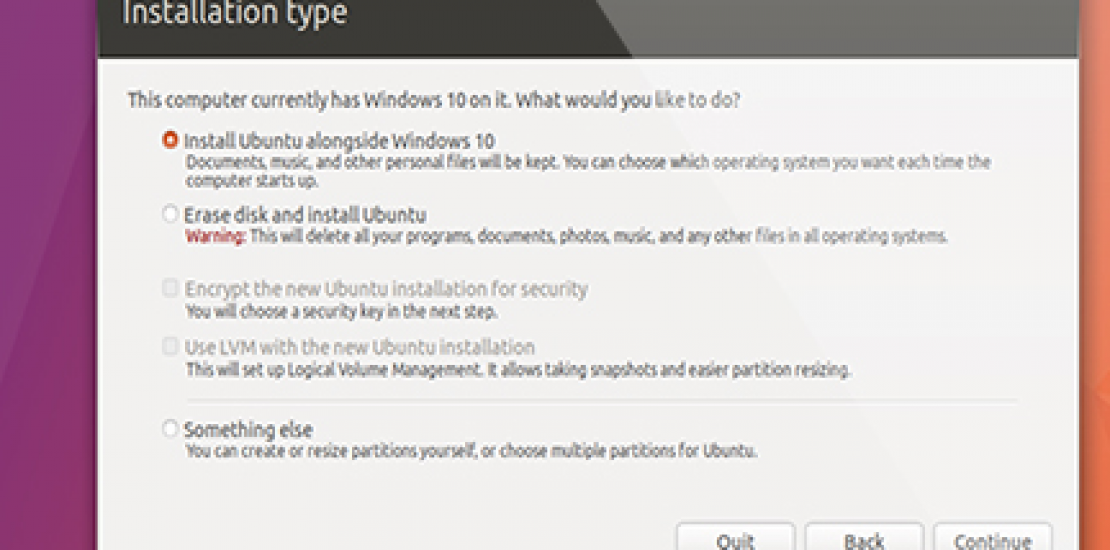 Installation type
This computer currently has Windows 10 on it. What would you like to do?
Install Ubuntu alongside Windows 10
Documents, music, and other personal files will be kept. You can choose which operating system you want each time the
computer starts up.
Erase disk and install Ubuntu
Warning: This will delete all your programs, documents, photos, music, and any other files in all operating systems.
Encrypt the new Ubuntu installation for security
You will choose a security key in the next step.
Use LVM with the new Ubuntu installation
This will set up Logical Volume Management. It allows taking snapshots and easier partition resizing.
Something else
You can create or resize partitions yourself, or choose multiple partitions for Ubuntu.
Quit Back Continue